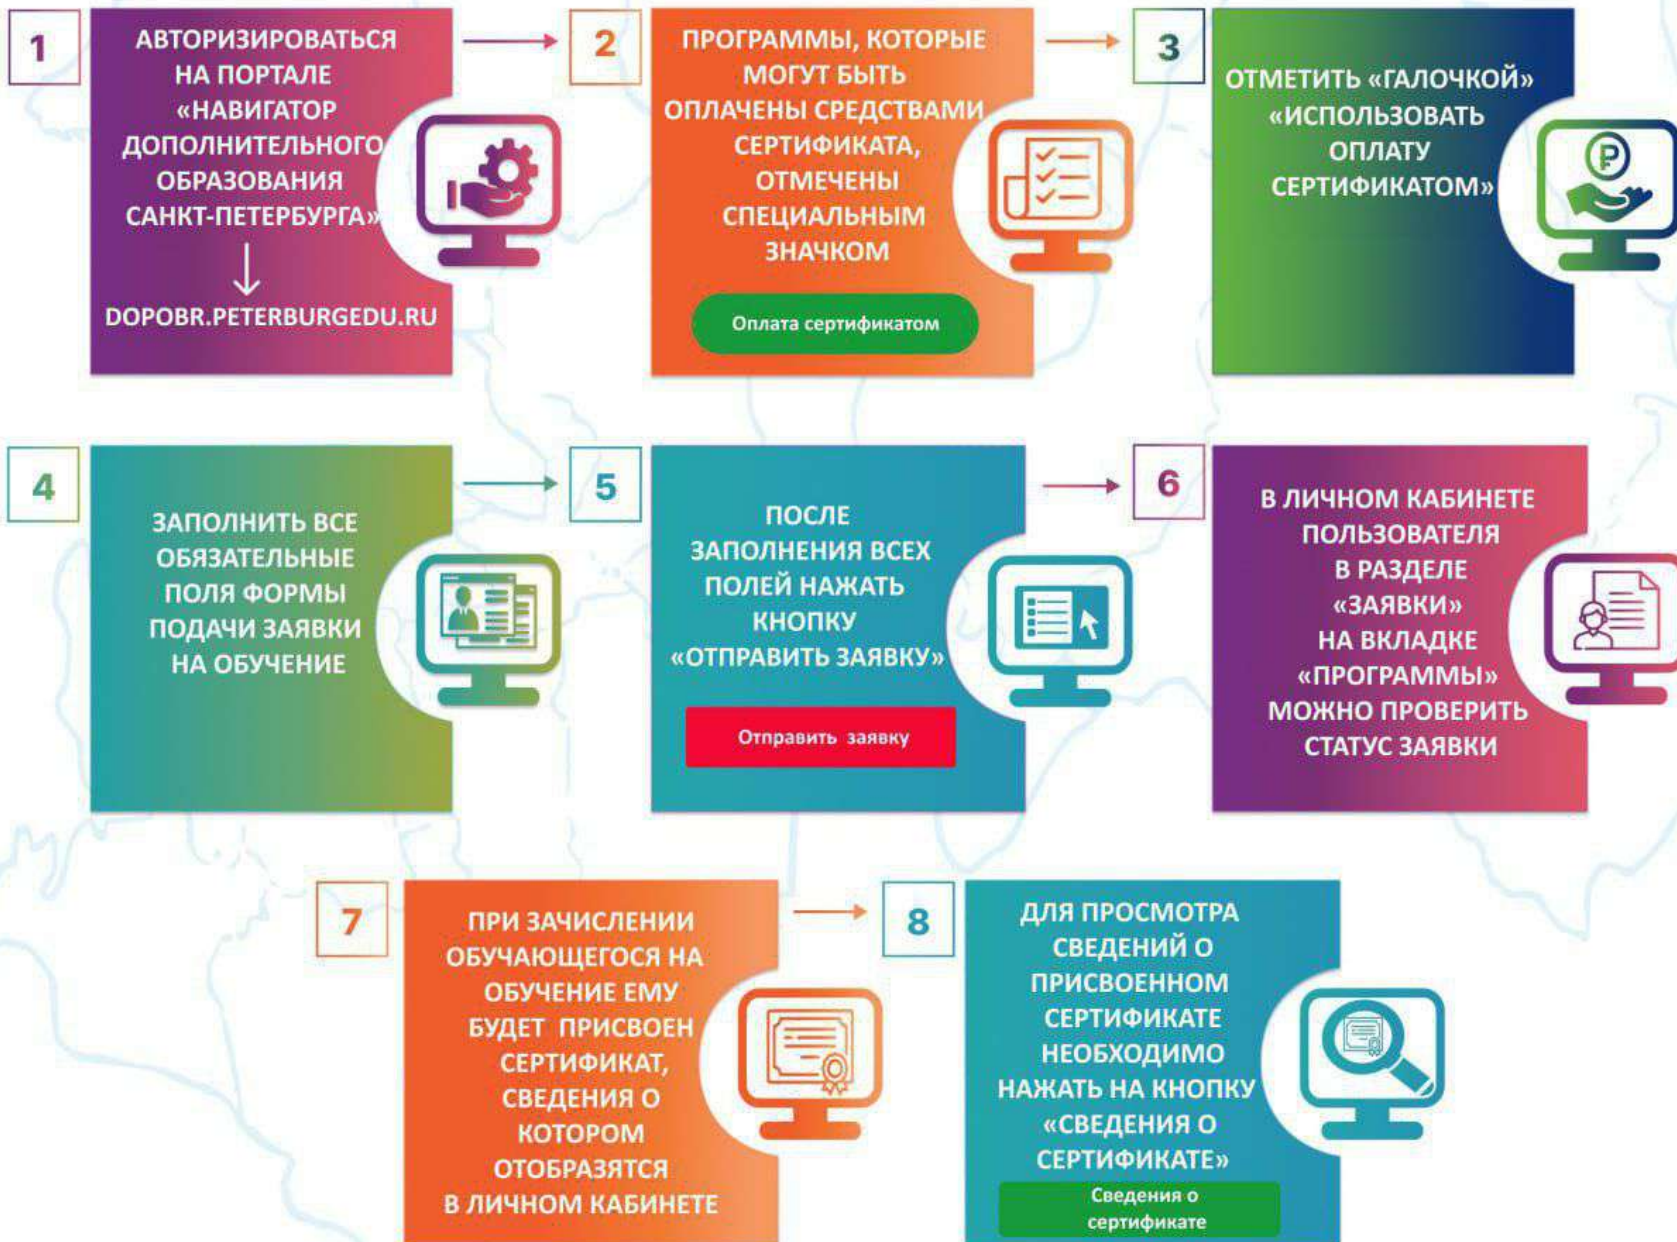 1
АВТОРИЗИРОВАТЬСЯ
НА ПОРТАЛЕ
«НАВИГАТОР
ДОПОЛНИТЕЛЬНОГО
ОБРАЗОВАНИЯ
САНКТ-ПЕТЕРБУРГА»
DOPOBR.PETERBURGEDU.RU
2
ПРОГРАММЫ, КОТОРЫЕ
МОГУТ БЫТЬ
ОПЛАЧЕНЫ СРЕДСТВАМИ
СЕРТИФИКАТА,
ОТМЕЧЕНЫ
СПЕЦИАЛЬНЫМ
ЗНАЧКОМ
Оплата сертификатом
3
ОТМЕТИТЬ «ГАЛОЧКОЙ»
«ИСПОЛЬЗОВАТЬ
ОПЛАТУ
СЕРТИФИКАТОМ»
4
ЗАПОЛНИТЬ ВСЕ
ОБЯЗАТЕЛЬНЫЕ
ПОЛЯ ФОРМЫ
ПОДАЧИ ЗАЯВКИ
НА ОБУЧЕНИЕ
5
ПОСЛЕ
ЗАПОЛНЕНИЯ ВСЕХ
ПОЛЕЙ НАЖАТЬ
КНОПКУ
«ОТПРАВИТЬ ЗАЯВКУ»
Отправить заявку
6
В ЛИЧНОМ КАБИНЕТЕ
ПОЛЬЗОВАТЕЛЯ
В РАЗДЕЛЕ
«ЗАЯВКИ»
НА ВКЛАДКЕ
«ПРОГРАММЫ»
МОЖНО ПРОВЕРИТЬ
СТАТУС ЗАЯВКИ
7
ПРИ ЗАЧИСЛЕНИИ
ОБУЧАЮЩЕГОСЯ НА
ОБУЧЕНИЕ ЕМУ
БУДЕТ ПРИСВОЕН
СЕРТИФИКАТ,
СВЕДЕНИЯ О
КОТОРОМ
ОТОБРАЗЯТСЯ
В ЛИЧНОМ КАБИНЕТЕ
8
ДЛЯ ПРОСМОТРА
СВЕДЕНИЙ О
ПРИСВОЕННОМ
СЕРТИФИКАТЕ
НЕОБХОДИМО
НАЖАТЬ НА КНОПКУ
«СВЕДЕНИЯ О
СЕРТИФИКАТЕ»
Сведения о
сертификате